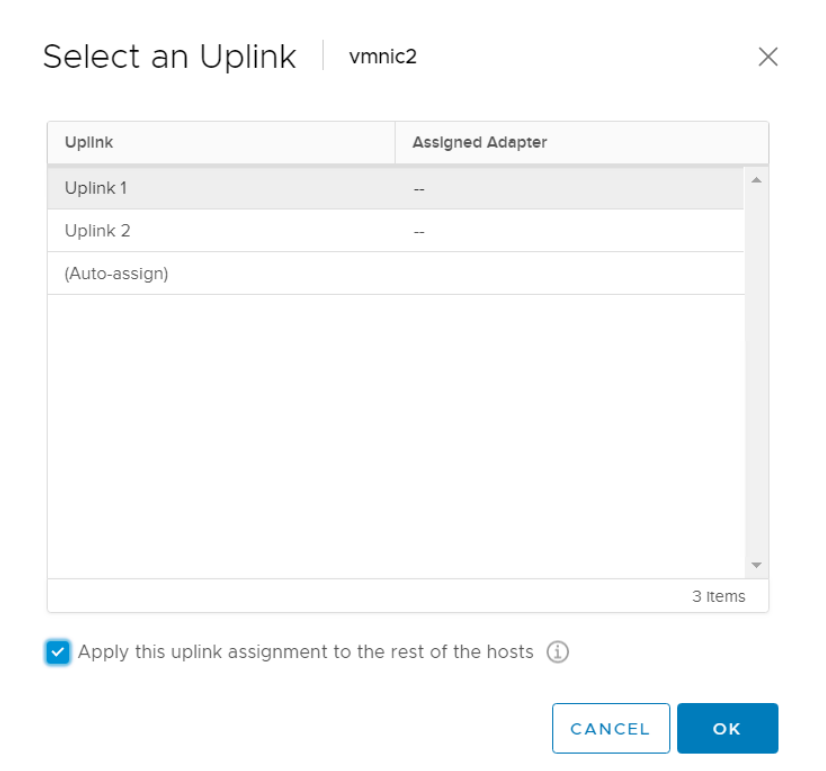 Select an Uplink vmnic2
Uplink Assigned Adapter
Uplink 1 --
Uplink 2 --
(Auto-assign)
3 items
Apply this uplink assignment to the rest of the hosts
CANCEL OK